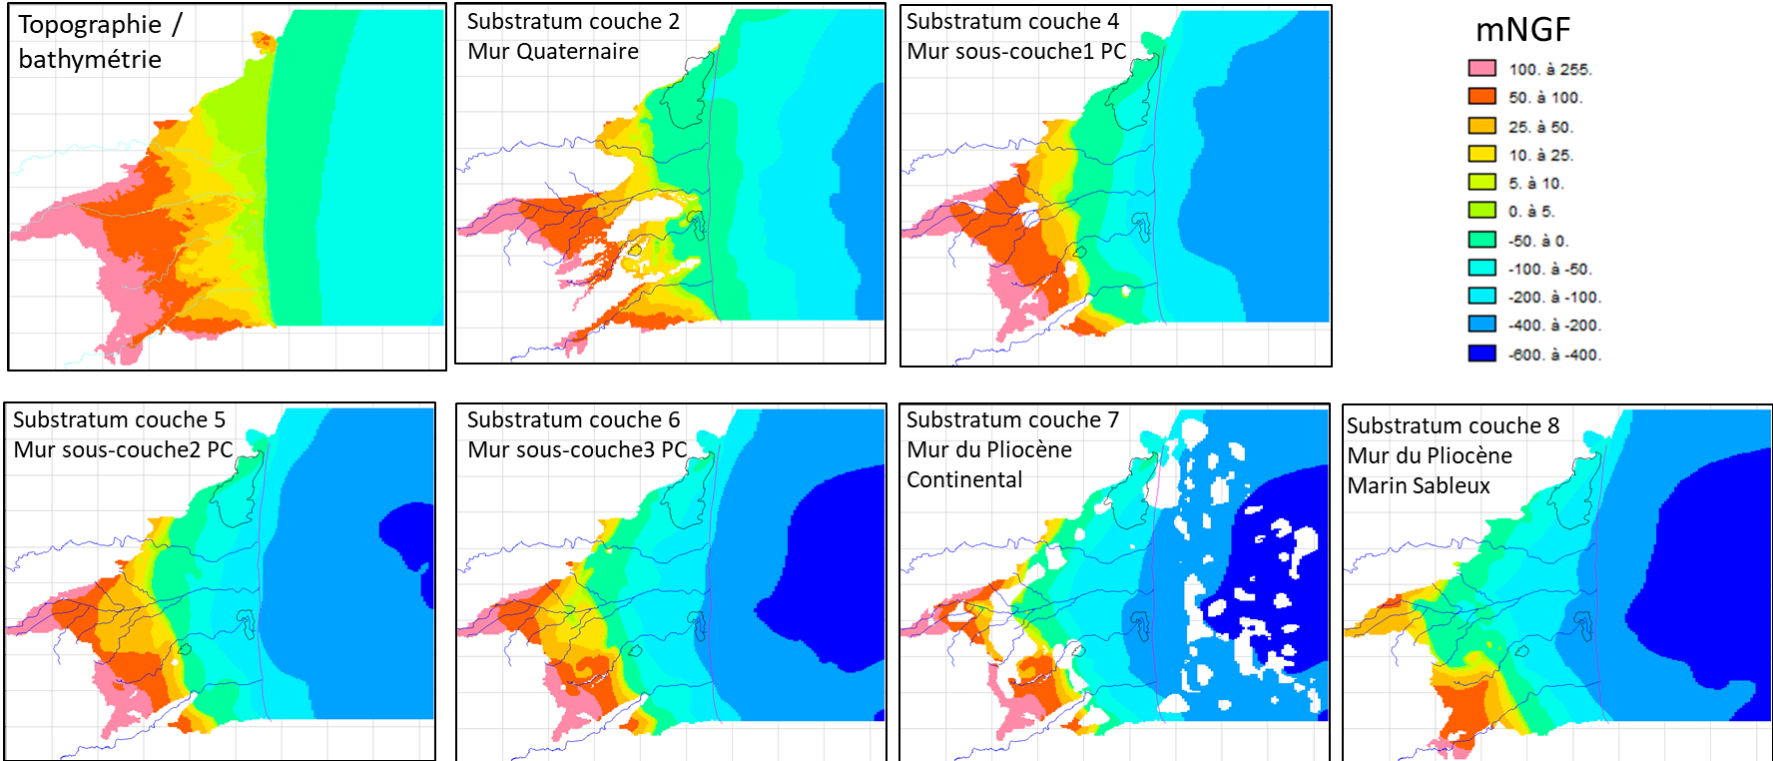 Topographie /
bathymétrie
Substratum couche 2
Mur Quaternaire
Substratum couche 4
Mur sous-couche1 PC
mNGF
100. à 255.
50. à 100.
25. à 50.
10. à 25.
5. à 10.
0. à 5.
-50. à 0.
-100. à -50.
-200. à -100.
-400. à -200.
-600. à -400.
Substratum couche 5
Mur sous-couche2 PC
Substratum couche 6
Mur sous-couche3 PC
Substratum couche 7
Mur du Pliocène
Continental
Substratum couche 8
Mur du Pliocène
Marin Sableux